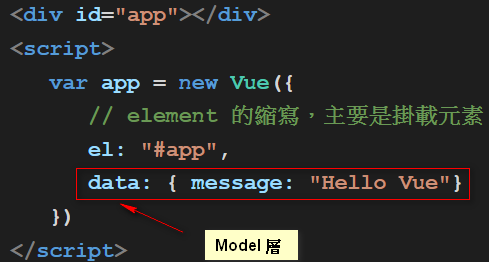 <div id="app"></div>
<script>
var app = new Vue({
// element 的縮寫，主要是掛載元素
el: "#app",
data: { message: "Hello Vue"}
})
</script>
Model 層